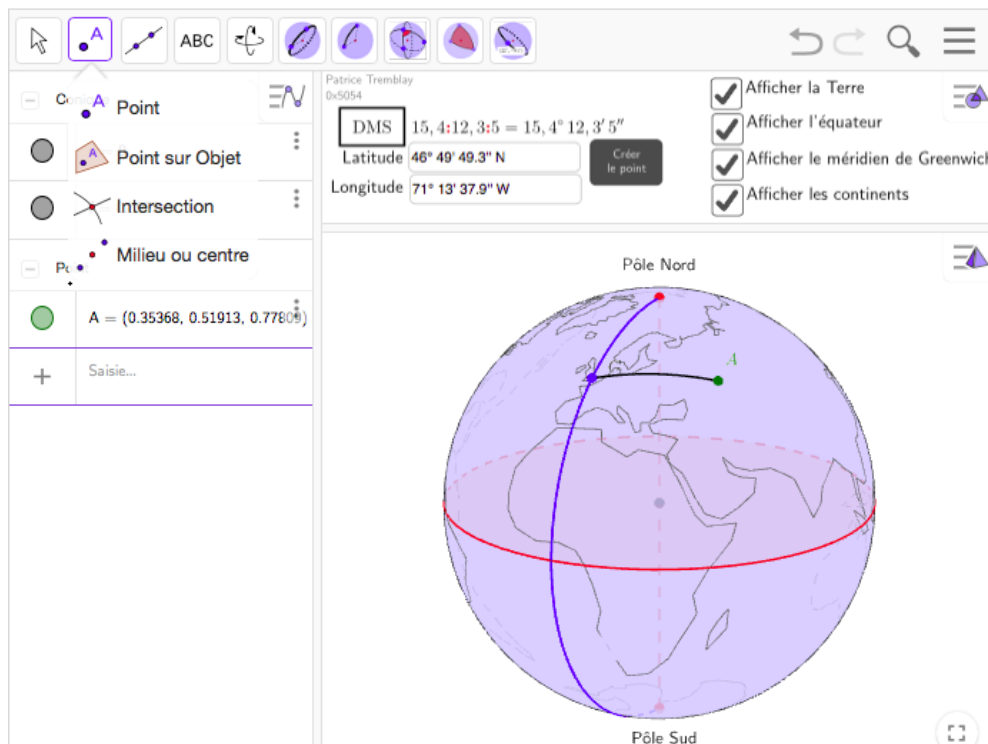 A
ABC
Point
Point sur Objet
Intersection
Milieu ou centre
A = (0.35368, 0.51913, 0.77809)
Saisie...
Patrice Tremblay
0x5054
DMS 15, 4:12, 3:5 = 15, 4° 12, 3′ 5″
Latitude 46° 49' 49.3" N
Longitude 71° 13' 37.9" W
Créer
le point
Afficher la Terre
Afficher l'équateur
Afficher le méridien de Greenwich
Afficher les continents
Pôle Nord
A
Pôle Sud